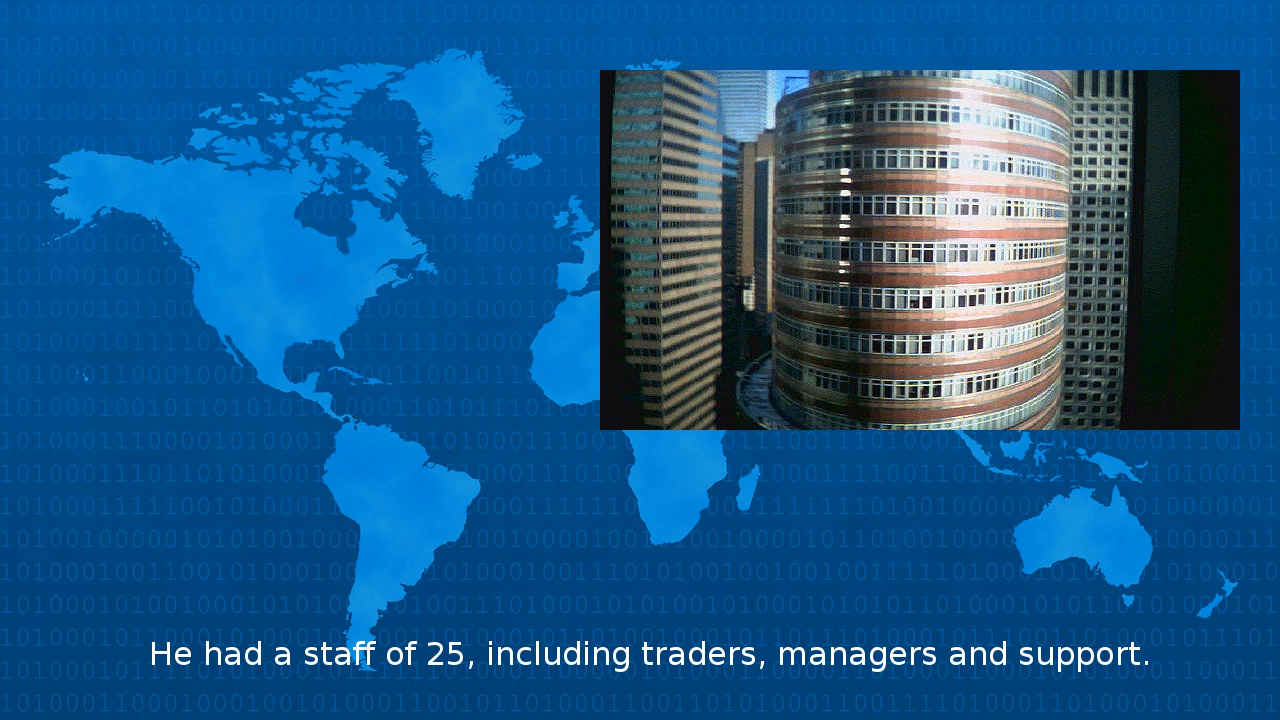 He had a staff of 25, including traders, managers and support.